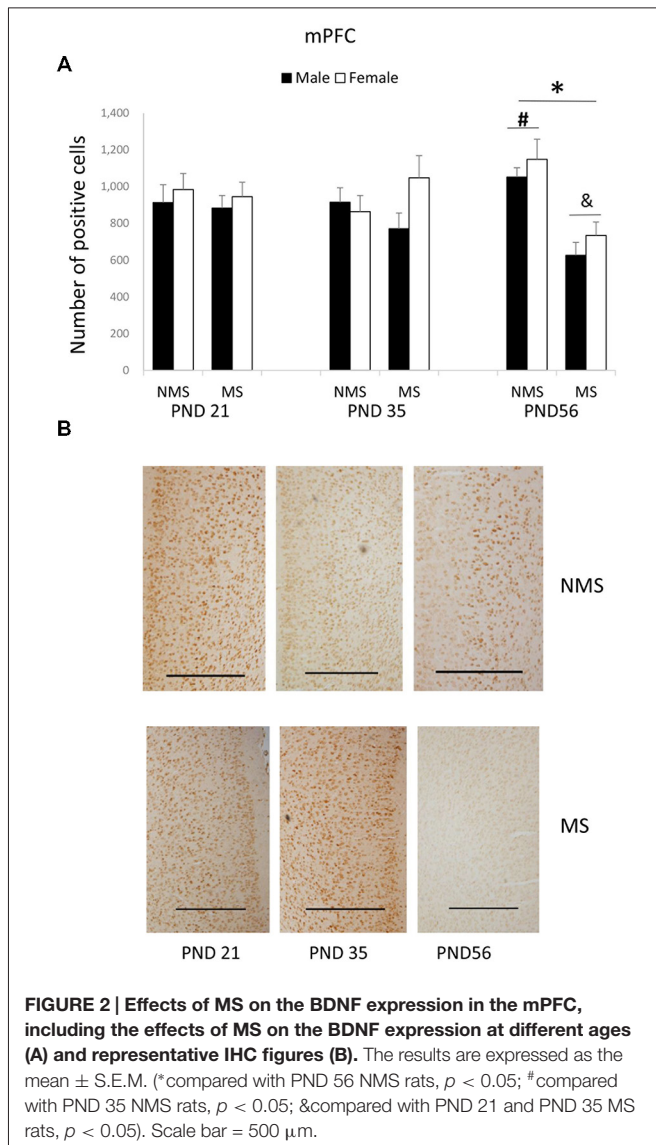 mPFC
A
Male Female
1,400
1,200
1,000
800
600
400
200
0
Number of positive cells
#
*
&
NMS MS NMS MS NMS MS
PND 21 PND 35 PND56
B
NMS
MS
PND 21 PND 35 PND56
FIGURE 2 | Effects of MS on the BDNF expression in the mPFC,
including the effects of MS on the BDNF expression at different ages
(A) and representative IHC figures (B). The results are expressed as the
mean ± S.E.M. (*compared with PND 56 NMS rats, p < 0.05; #compared
with PND 35 NMS rats, p < 0.05; &compared with PND 21 and PND 35 MS
rats, p < 0.05). Scale bar = 500 μm.